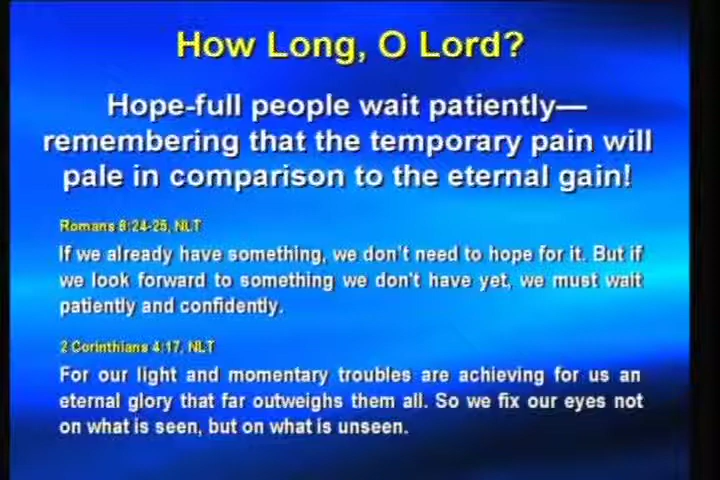 How Long, O Lord?
Hope-full people wait patiently—
remembering that the temporary pain will
pale in comparison to the eternal gain!
Romans 8:24-25, NLT
If we already have something, we don't need to hope for it. But if
we look forward to something we don't have yet, we must wait
patiently and confidently.
2 Corinthians 4:17, NLT
For our light and momentary troubles are achieving for us an
eternal glory that far outweighs them all. So we fix our eyes not
on what is seen, but on what is unseen.